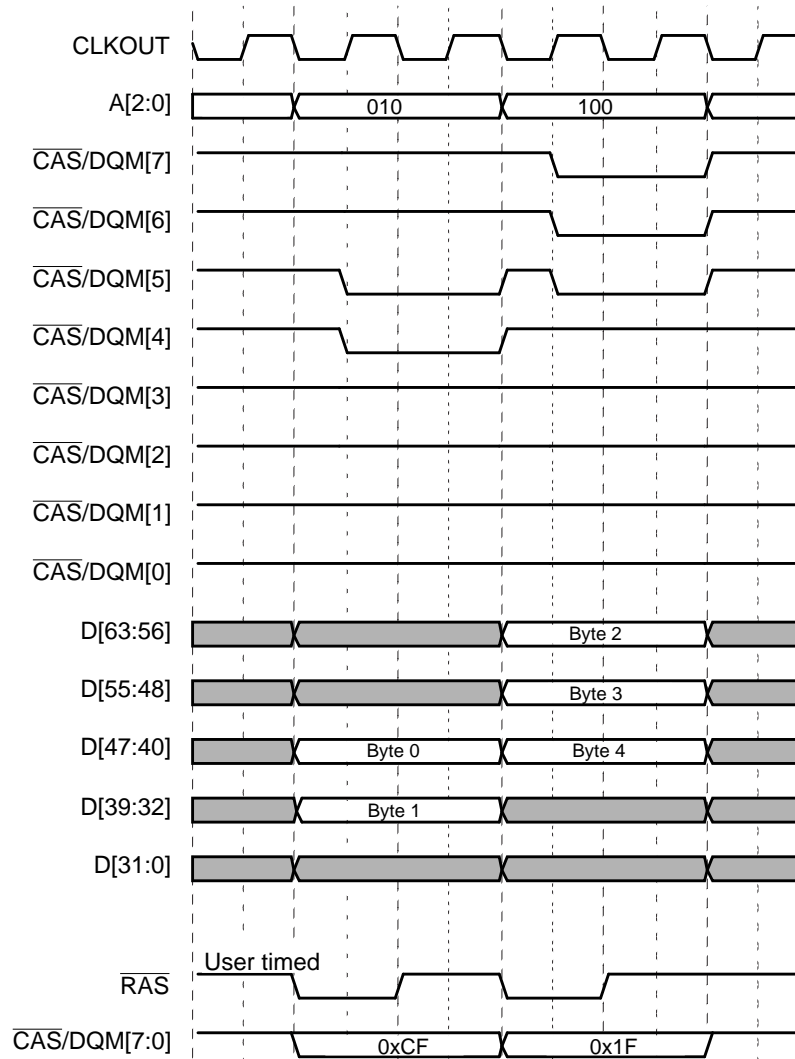 CLKOUT
A[2:0] 010 100
CAS/DQM[7]
CAS/DQM[6]
CAS/DQM[5]
CAS/DQM[4]
CAS/DQM[3]
CAS/DQM[2]
CAS/DQM[1]
CAS/DQM[0]
D[63:56] Byte 2
D[55:48] Byte 3
D[47:40] Byte 0 Byte 4
D[39:32] Byte 1
D[31:0]
User timed
RAS
CAS/DQM[7:0] 0xCF 0x1F